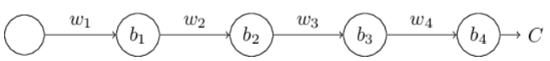 w₁ w₂ w₃ w₄
b₁ b₂ b₃ b₄ C